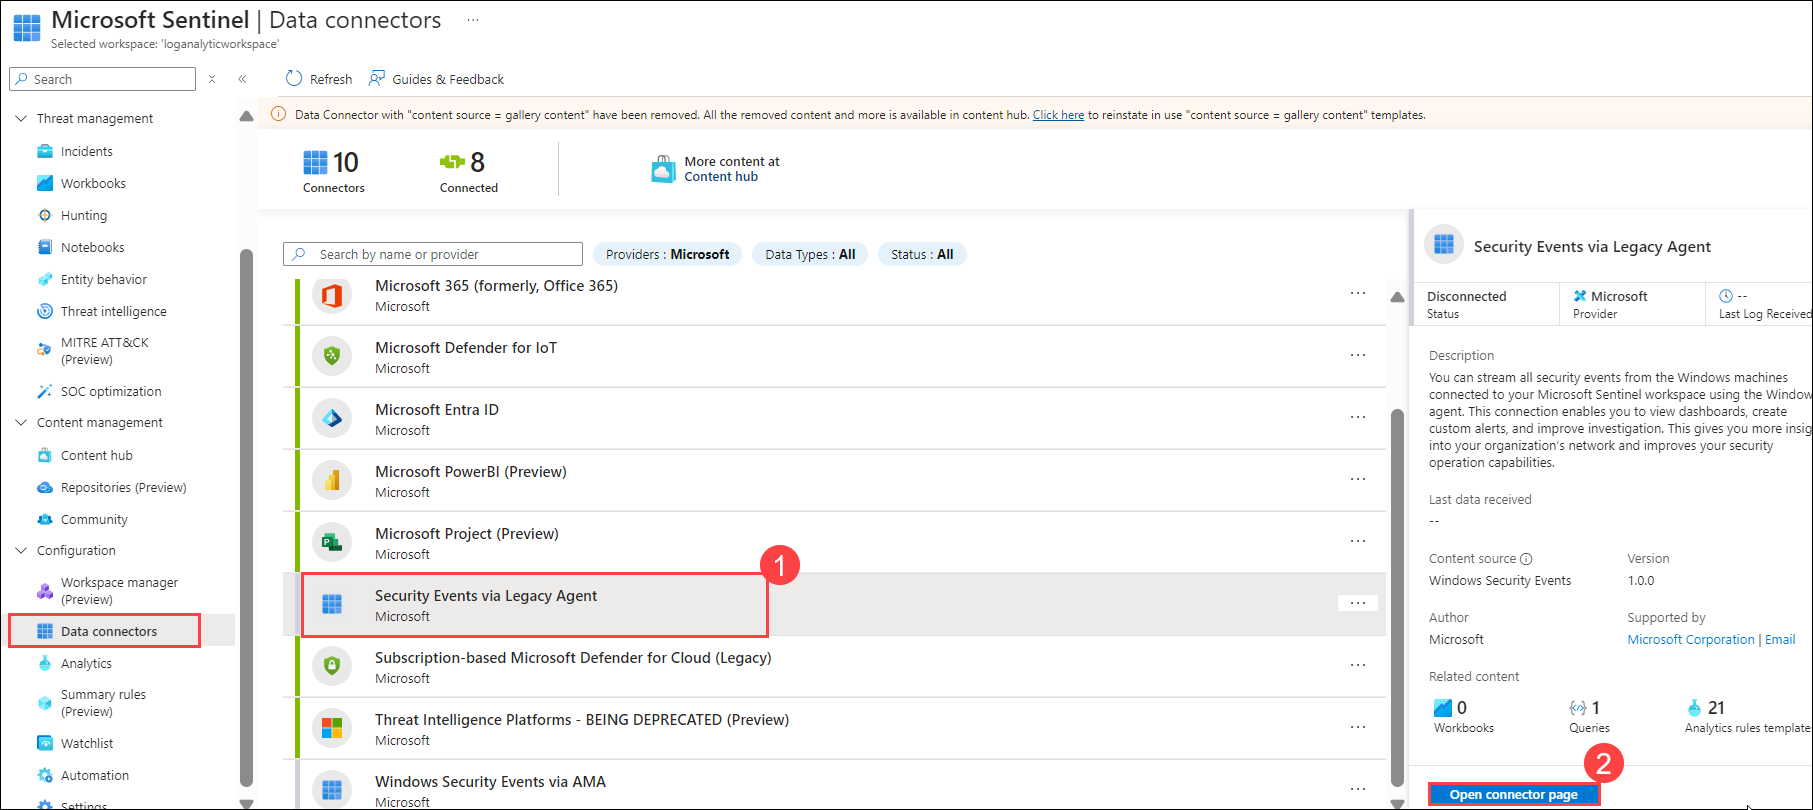 Microsoft Sentinel | Data connectors ...
Selected workspace: 'loganalyticworkspace'
Search
Refresh
Guides & Feedback
Threat management
Incidents
Workbooks
Hunting
Notebooks
Entity behavior
Threat intelligence
MITRE ATT&CK
(Preview)
SOC optimization
Content management
Content hub
Repositories (Preview)
Community
Configuration
Workspace manager
(Preview)
Data connectors
Analytics
Summary rules
(Preview)
Watchlist
Automation
Settings
Data Connector with "content source = gallery content" have been removed. All the removed content and more is available in content hub. Click here to reinstate in use "content source = gallery content" templates.
10
Connectors
8
Connected
More content at
Content hub
Search by name or provider
Providers : Microsoft
Data Types : All
Status : All
Microsoft 365 (formerly, Office 365)
Microsoft
Microsoft Defender for IoT
Microsoft
Microsoft Entra ID
Microsoft
Microsoft PowerBI (Preview)
Microsoft
Microsoft Project (Preview)
Microsoft
1
Security Events via Legacy Agent
Microsoft
Subscription-based Microsoft Defender for Cloud (Legacy)
Microsoft
Threat Intelligence Platforms - BEING DEPRECATED (Preview)
Microsoft
Windows Security Events via AMA
Microsoft
Security Events via Legacy Agent
Disconnected
Status
Microsoft
Provider
--
Last Log Received
Description
You can stream all security events from the Windows machines
connected to your Microsoft Sentinel workspace using the Window
agent. This connection enables you to view dashboards, create
custom alerts, and improve investigation. This gives you more insig
into your organization's network and improves your security
operation capabilities.
Last data received
--
Content source
Windows Security Events
Version
1.0.0
Author
Microsoft
Supported by
Microsoft Corporation | Email
Related content
0
Workbooks
1
Queries
21
Analytics rules template
2
Open connector page